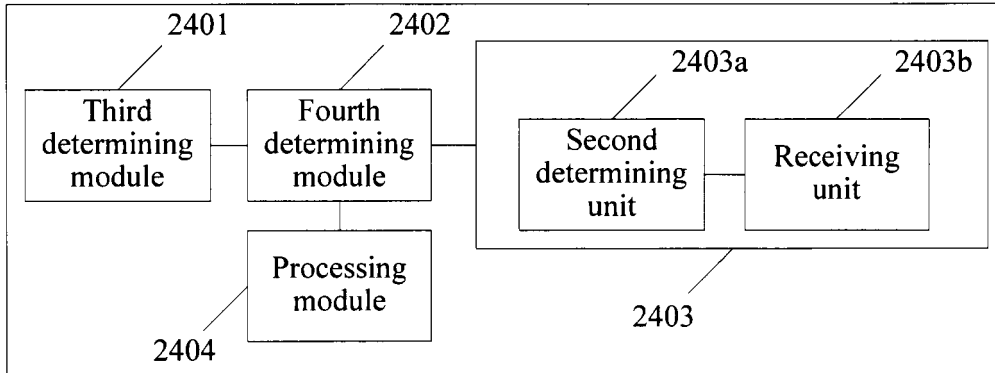 2401
2402
2403a
2403b
Third
determining
module
Fourth
determining
module
Second
determining
unit
Receiving
unit
Processing
module
2404
2403